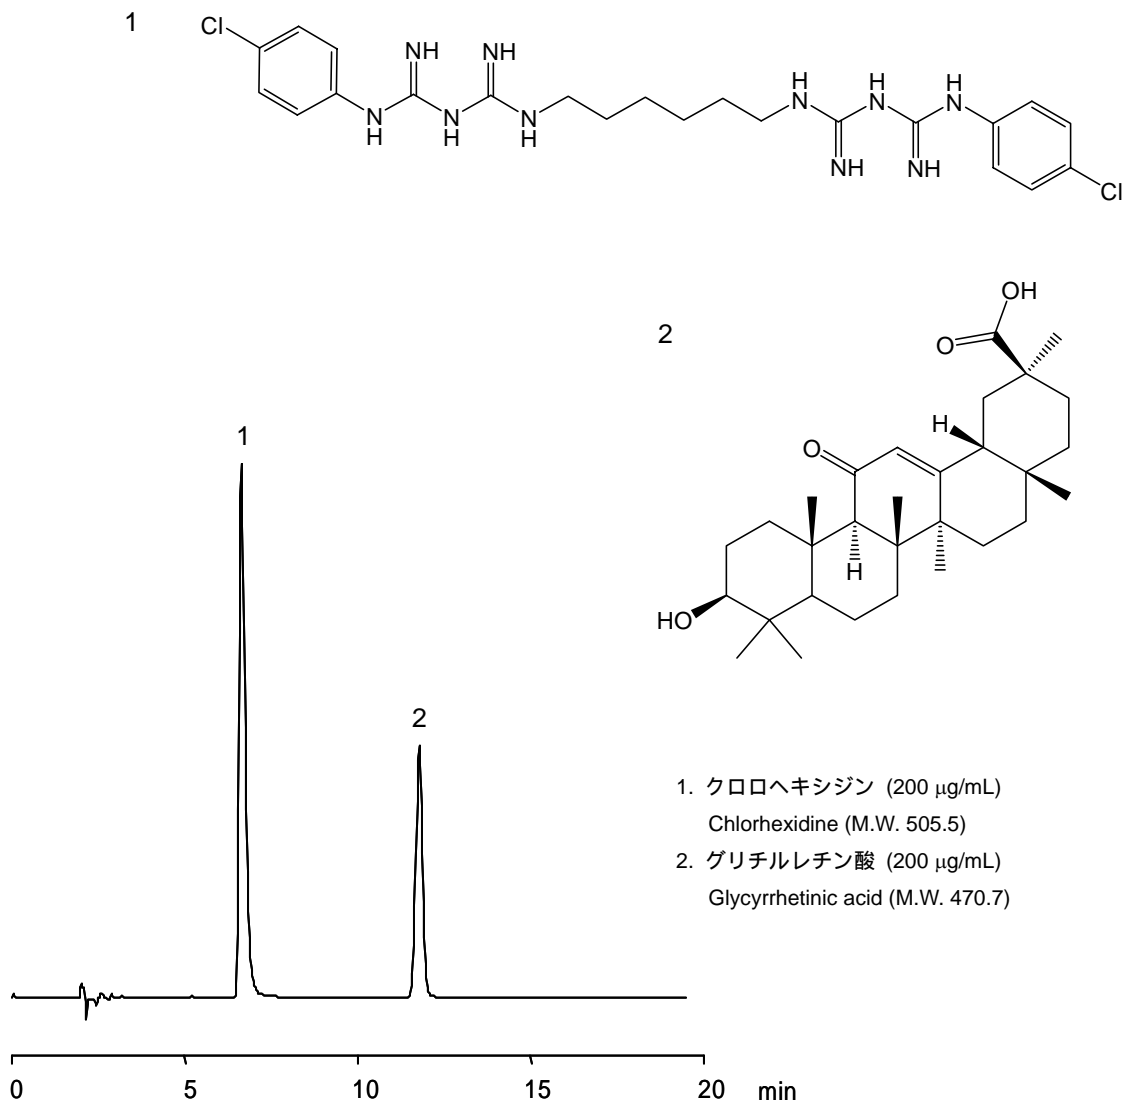 1
Cl
NH
NH
N
H
N
H
N
H
H
N
H
N
H
N
NH
NH
Cl
2
OH
O
H
O
H
HO
1
2
1. クロロヘキシジン (200 μg/mL)
Chlorhexidine (M.W. 505.5)
2. グリチルレチン酸 (200 μg/mL)
Glycyrrhetinic acid (M.W. 470.7)
0 5 10 15 20 min